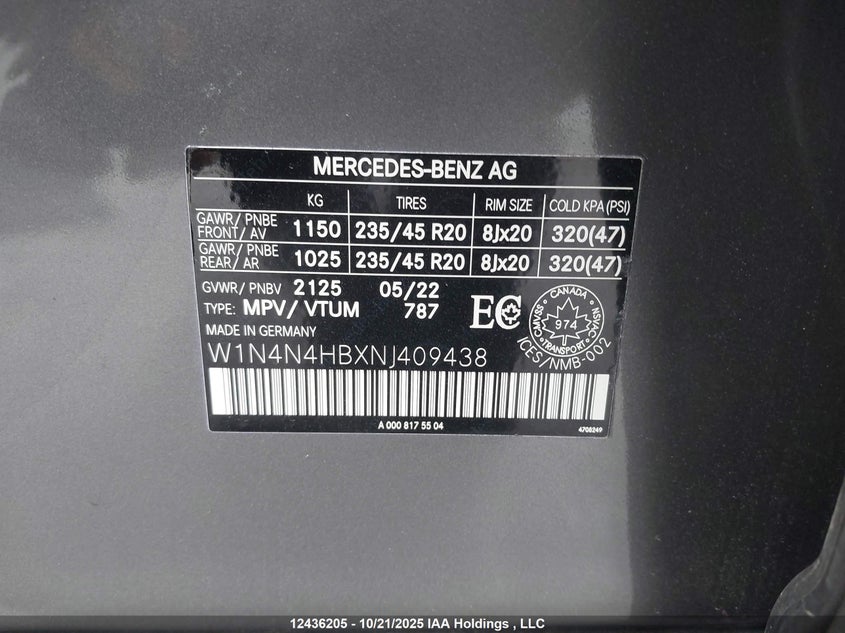 MERCEDES-BENZ AG
KG TIRES RIM SIZE COLD KPA (PSI)
GAWR/ PNBE FRONT/ AV 1150 235/45 R20 8Jx20 320(47)
GAWR/ PNBE REAR/ AR 1025 235/45 R20 8Jx20 320(47)
GVWR/ PNBV 2125 05/22
TYPE: MPV/ VTUM 787
MADE IN GERMANY
EC
CANADA
CMVSS NSVAC
974
TRANSPORT
ICES/NMB-002
W1N4N4HBXNJ409438
A 000 817 55 04
4708249
12436205 - 10/21/2025 IAA Holdings , LLC